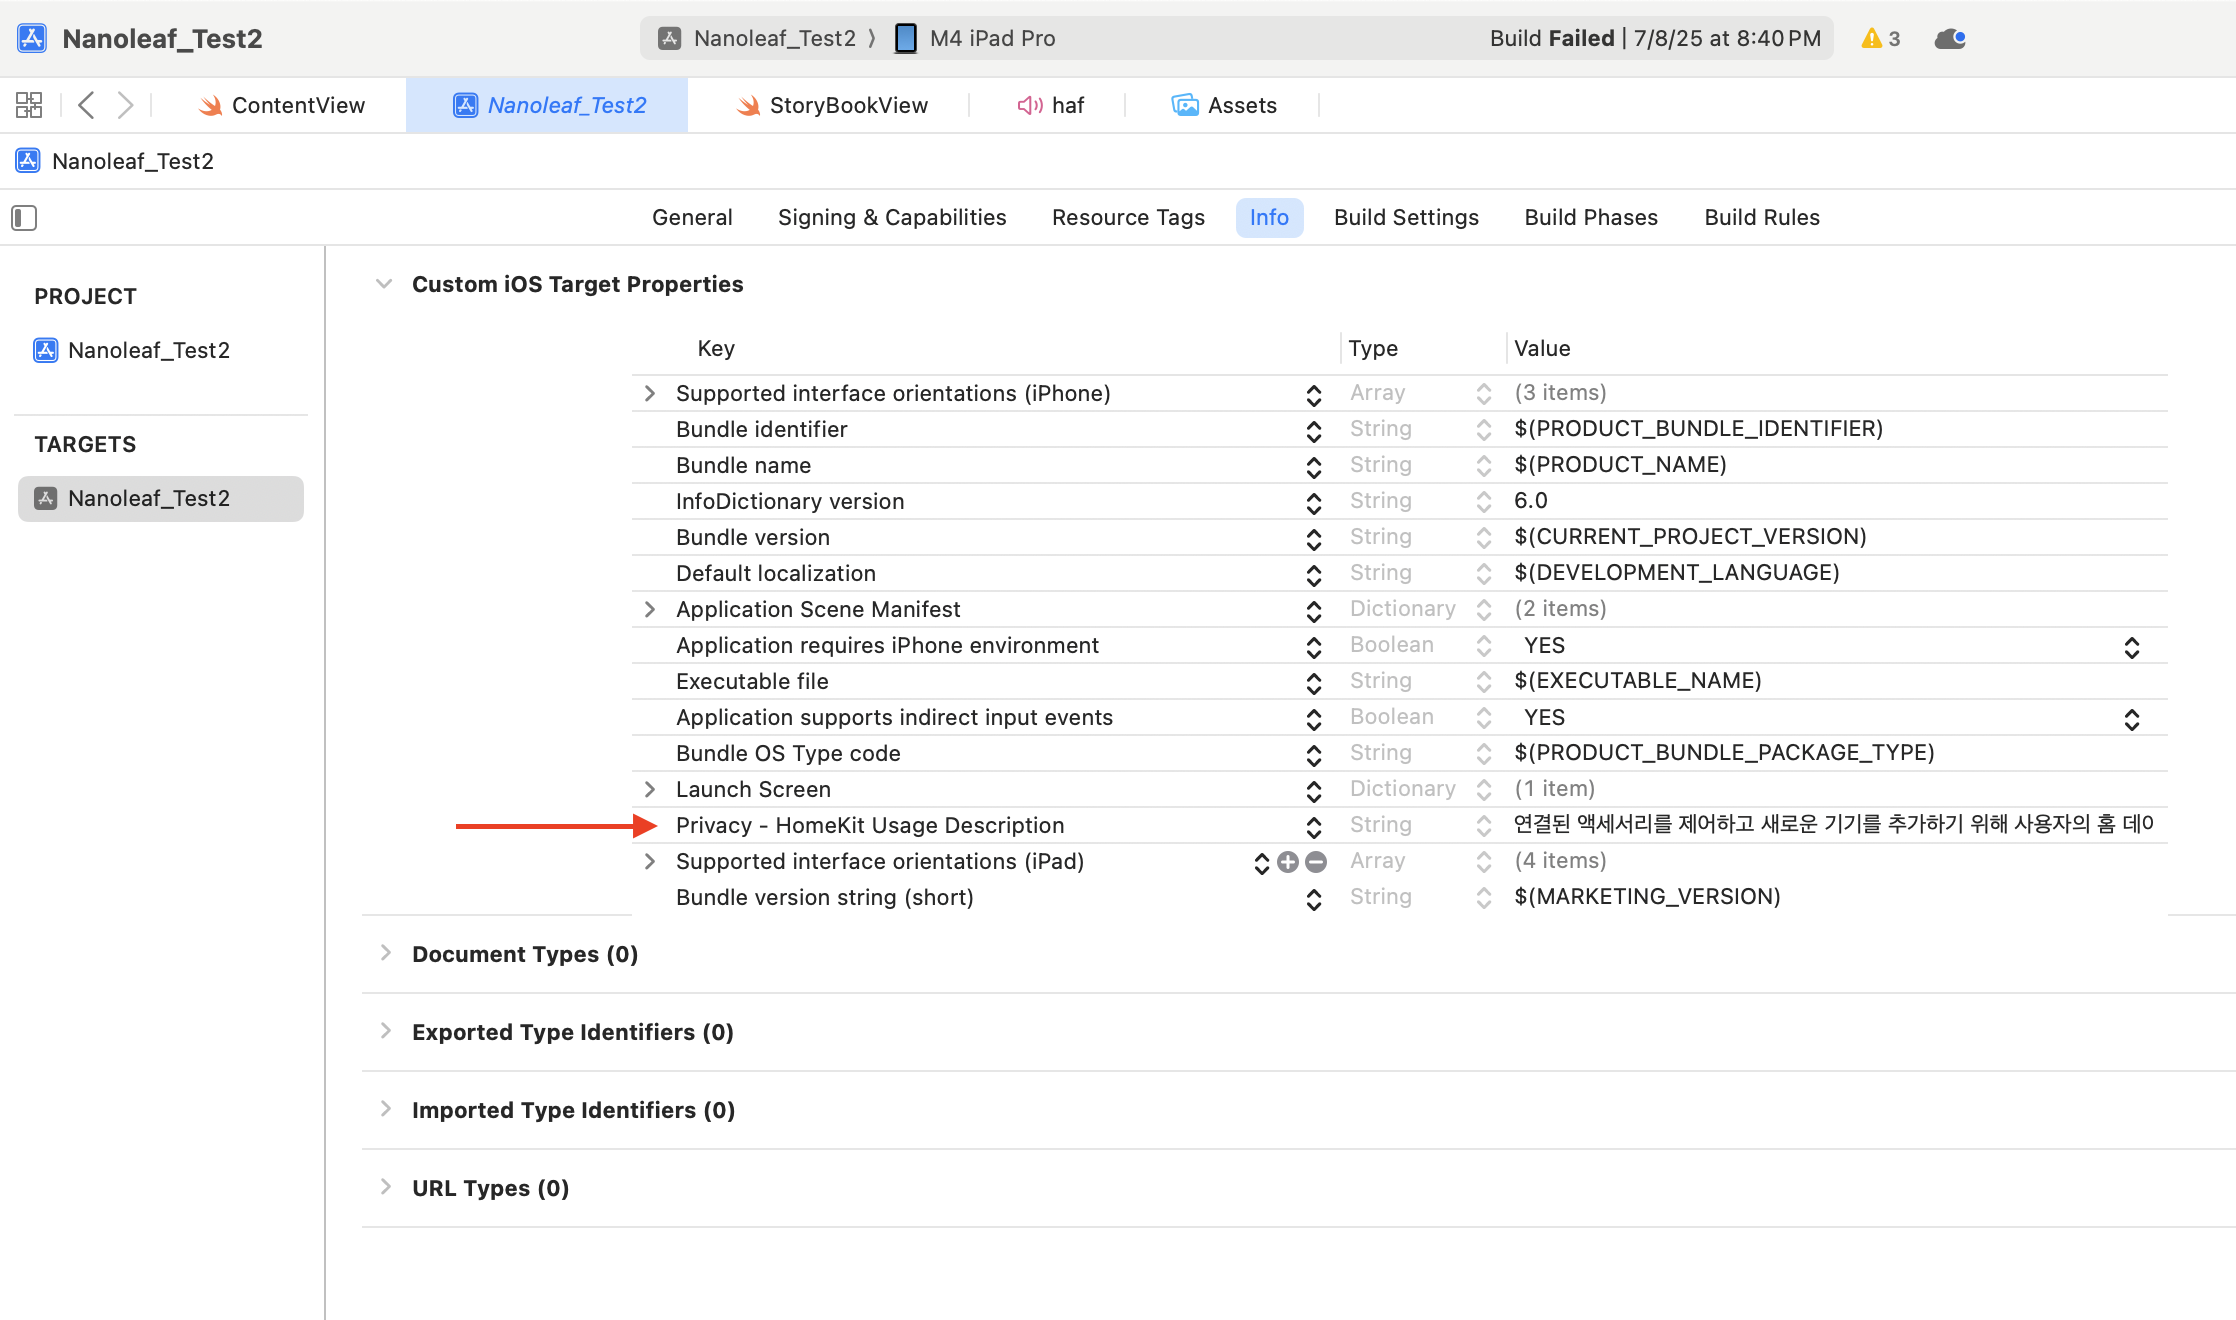 Nanoleaf_Test2
Nanoleaf_Test2 〉 M4 iPad Pro Build Failed | 7/8/25 at 8:40 PM 3
ContentView Nanoleaf_Test2 StoryBookView haf Assets
Nanoleaf_Test2
General Signing & Capabilities Resource Tags Info Build Settings Build Phases Build Rules
PROJECT
Nanoleaf_Test2
TARGETS
Nanoleaf_Test2
Custom iOS Target Properties
Key Type Value
Supported interface orientations (iPhone) Array (3 items)
Bundle identifier String $(PRODUCT_BUNDLE_IDENTIFIER)
Bundle name String $(PRODUCT_NAME)
InfoDictionary version String 6.0
Bundle version String $(CURRENT_PROJECT_VERSION)
Default localization String $(DEVELOPMENT_LANGUAGE)
Application Scene Manifest Dictionary (2 items)
Application requires iPhone environment Boolean YES
Executable file String $(EXECUTABLE_NAME)
Application supports indirect input events Boolean YES
Bundle OS Type code String $(PRODUCT_BUNDLE_PACKAGE_TYPE)
Launch Screen Dictionary (1 item)
Privacy - HomeKit Usage Description String 연결된 액세서리를 제어하고 새로운 기기를 추가하기 위해 사용자의 홈 데이
Supported interface orientations (iPad) Array (4 items)
Bundle version string (short) String $(MARKETING_VERSION)
Document Types (0)
Exported Type Identifiers (0)
Imported Type Identifiers (0)
URL Types (0)